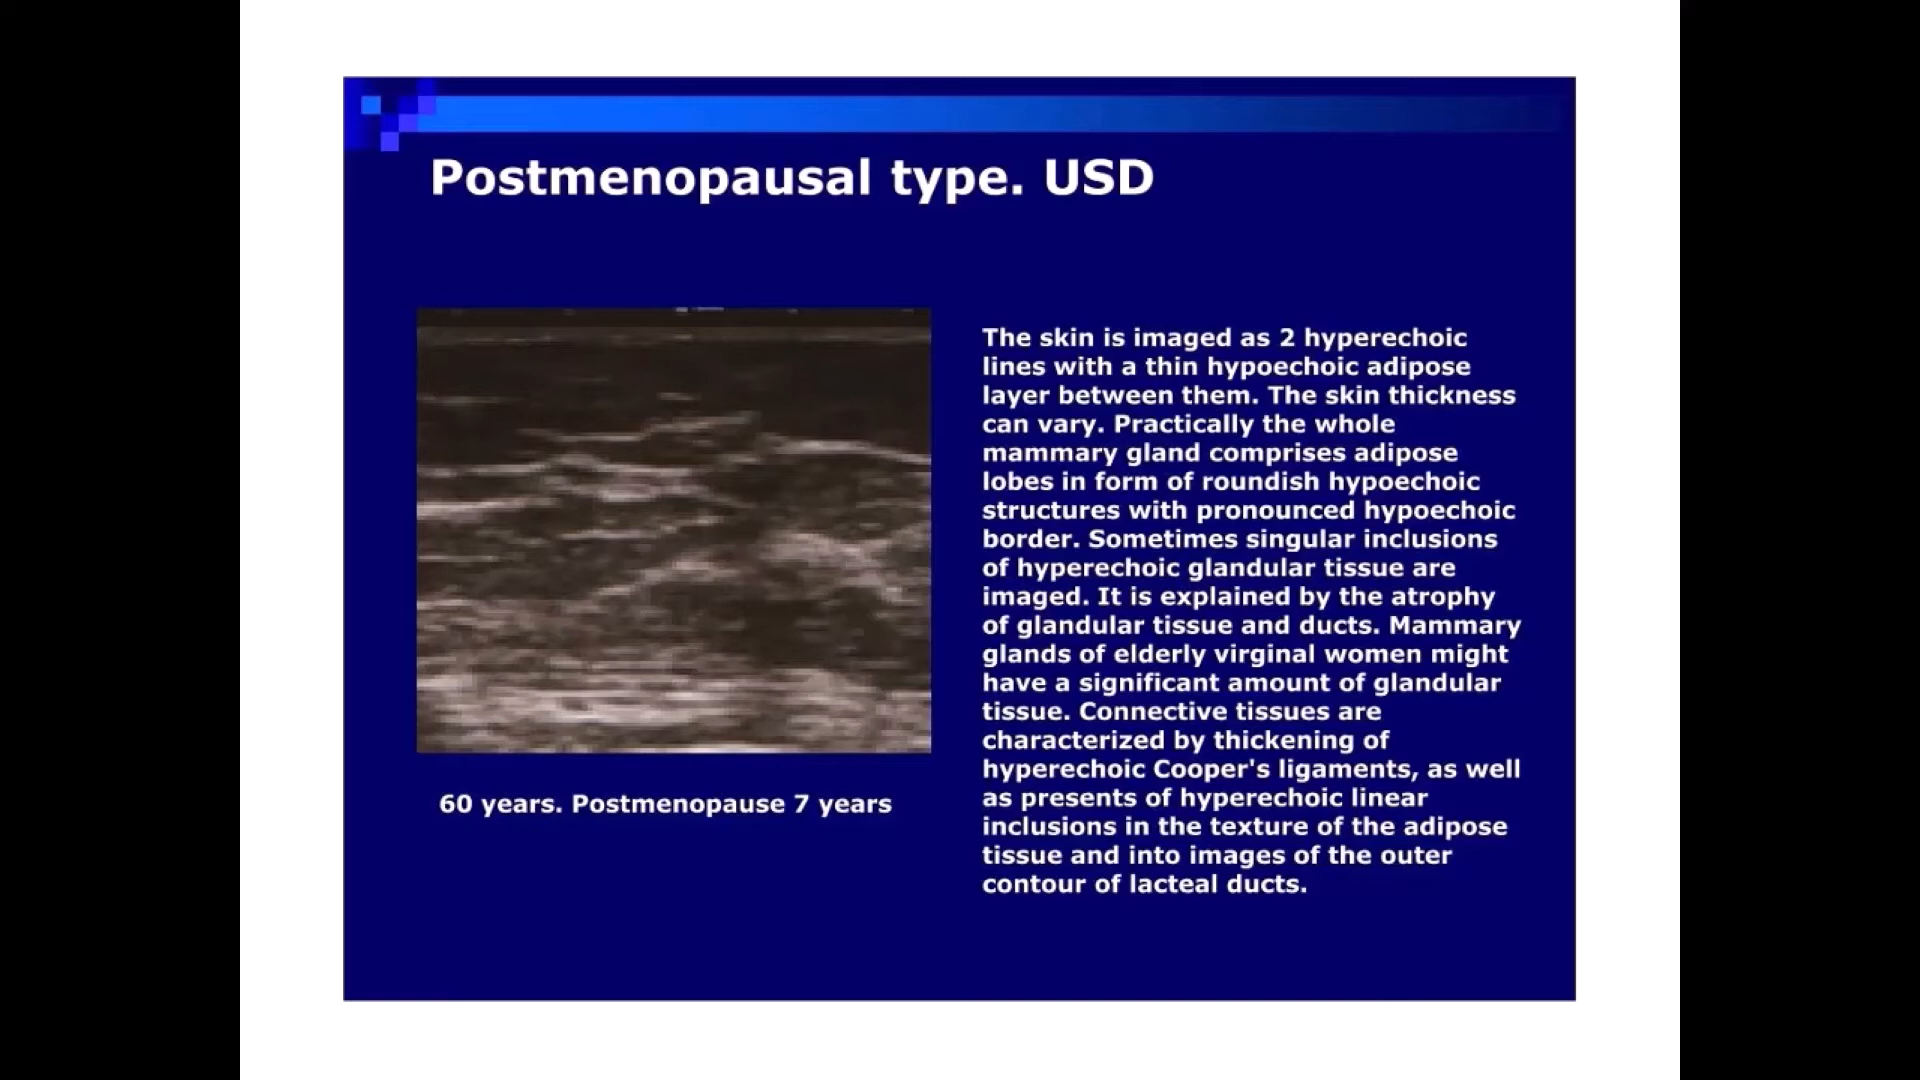 Postmenopausal type. USD
The skin is imaged as 2 hyperechoic
lines with a thin hypoechoic adipose
layer between them. The skin thickness
can vary. Practically the whole
mammary gland comprises adipose
lobes in form of roundish hypoechoic
structures with pronounced hypoechoic
border. Sometimes singular inclusions
of hyperechoic glandular tissue are
imaged. It is explained by the atrophy
of glandular tissue and ducts. Mammary
glands of elderly virginal women might
have a significant amount of glandular
tissue. Connective tissues are
characterized by thickening of
hyperechoic Cooper's ligaments, as well
as presents of hyperechoic linear
inclusions in the texture of the adipose
tissue and into images of the outer
contour of lacteal ducts.
60 years. Postmenopause 7 years